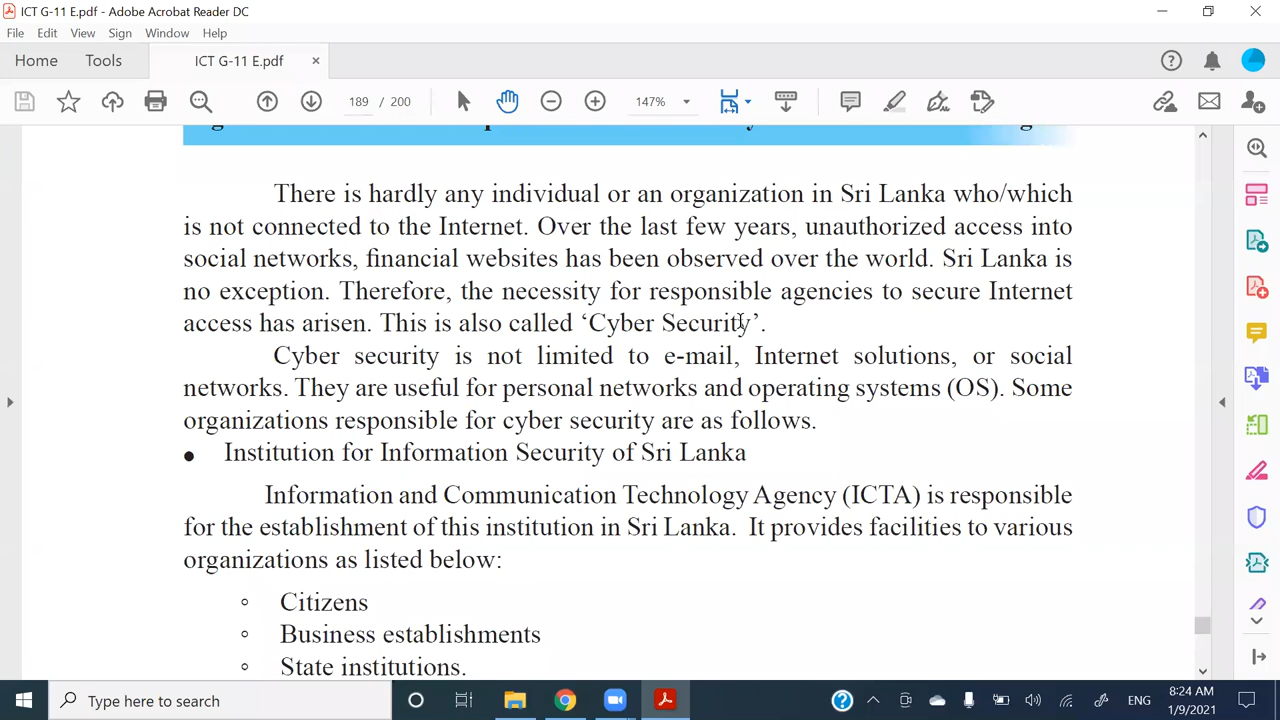 ICT G-11 E.pdf - Adobe Acrobat Reader DC
File Edit View Sign Window Help
Home Tools ICT G-11 E.pdf ×
189 / 200 147%
There is hardly any individual or an organization in Sri Lanka who/which
is not connected to the Internet. Over the last few years, unauthorized access into
social networks, financial websites has been observed over the world. Sri Lanka is
no exception. Therefore, the necessity for responsible agencies to secure Internet
access has arisen. This is also called ‘Cyber Security’.
Cyber security is not limited to e-mail, Internet solutions, or social
networks. They are useful for personal networks and operating systems (OS). Some
organizations responsible for cyber security are as follows.
● Institution for Information Security of Sri Lanka
Information and Communication Technology Agency (ICTA) is responsible
for the establishment of this institution in Sri Lanka. It provides facilities to various
organizations as listed below:
○ Citizens
○ Business establishments
○ State institutions.
Type here to search
ENG
8:24 AM
1/9/2021